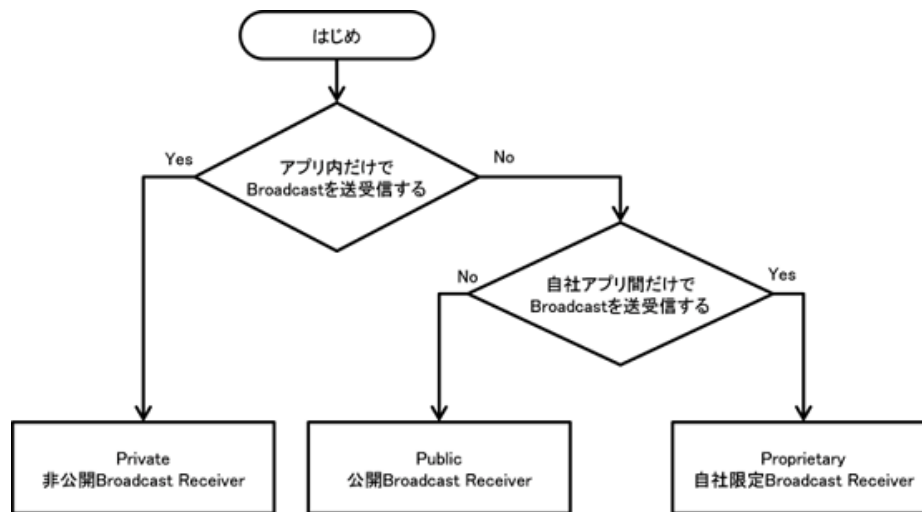 はじめ
Yes
アプリ内だけで
Broadcastを送受信する
No
No
自社アプリ間だけで
Broadcastを送受信する
Yes
Private
非公開Broadcast Receiver
Public
公開Broadcast Receiver
Proprietary
自社限定Broadcast Receiver